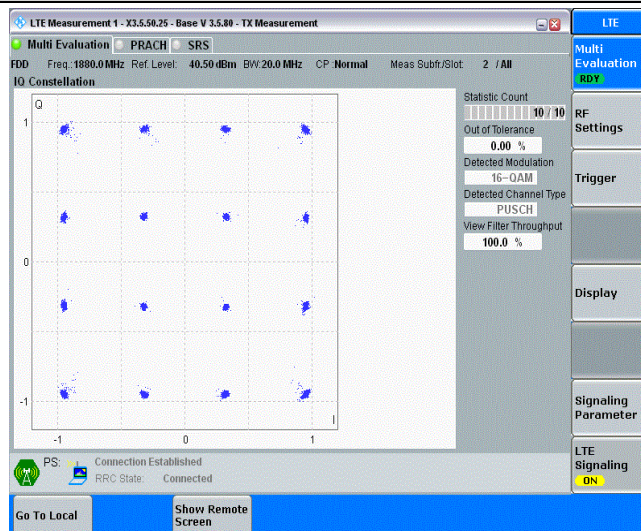 LTE Measurement 1 - X3.5.50.25 - Base V 3.5.80 - TX Measurement
LTE
Multi Evaluation PRACH SRS
FDD Freq.:1880.0 MHz Ref. Level: 40.50 dBm BW:20.0 MHz CP :Normal Meas Subfr./Slot: 2 / All
IQ Constellation
Q
1
0
-1
-1 0 1
I
Statistic Count
10 / 10
Out of Tolerance
0.00 %
Detected Modulation
16-QAM
Detected Channel Type
PUSCH
View Filter Throughput
100.0 %
Multi
Evaluation
RDY
RF
Settings
Trigger
Display
Signaling
Parameter
LTE
Signaling
ON
PS: Connection Established
RRC State: Connected
Go To Local
Show Remote
Screen